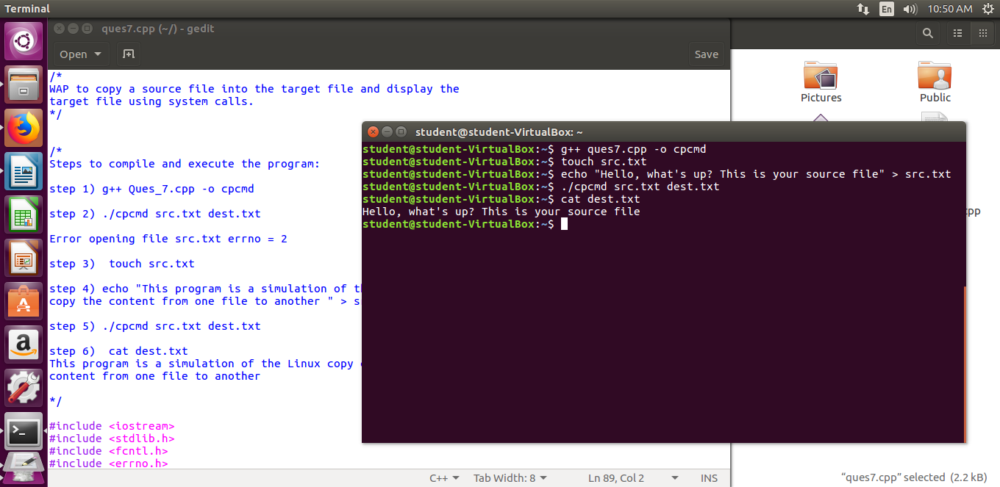 Terminal
En
10:50 AM
ques7.cpp (~/) - gedit
Open
Save
/*
WAP to copy a source file into the target file and display the
target file using system calls.
*/
/*
Steps to compile and execute the program:
step 1) g++ Ques_7.cpp -o cpcmd
step 2) ./cpcmd src.txt dest.txt
Error opening file src.txt errno = 2
step 3)  touch src.txt
step 4) echo "This program is a simulation of
copy the content from one file to another " >
step 5) ./cpcmd src.txt dest.txt
step 6)  cat dest.txt
This program is a simulation of the Linux copy
content from one file to another
*/
#include <iostream>
#include <stdlib.h>
#include <fcntl.h>
#include <errno.h>
C++
Tab Width: 8
Ln 89, Col 2
INS
student@student-VirtualBox: ~
student@student-VirtualBox:~$ g++ ques7.cpp -o cpcmd
student@student-VirtualBox:~$ touch src.txt
student@student-VirtualBox:~$ echo "Hello, what's up? This is your source file" > src.txt
student@student-VirtualBox:~$ ./cpcmd src.txt dest.txt
student@student-VirtualBox:~$ cat dest.txt
Hello, what's up? This is your source file
student@student-VirtualBox:~$
Pictures
Public
cpp
“ques7.cpp” selected (2.2 kB)